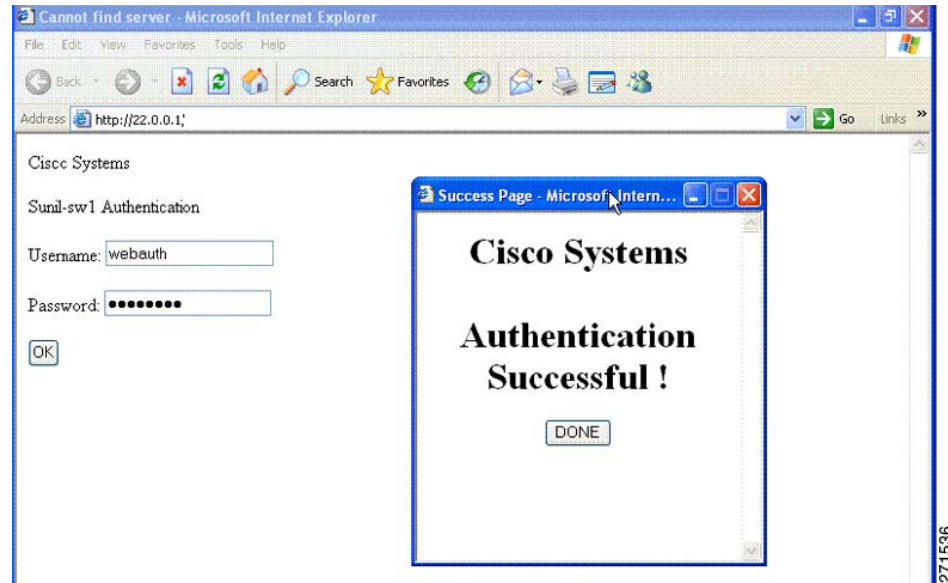 Cannot find server - Microsoft Internet Explorer
File Edit View Favorites Tools Help
Back Search Favorites
Address http://22.0.0.1; Go Links »
Cisco Systems
Sunil-sw1 Authentication
Username: webauth
Password: ••••••••
OK
Success Page - Microsoft Intern...
Cisco Systems
Authentication
Successful !
DONE
271536